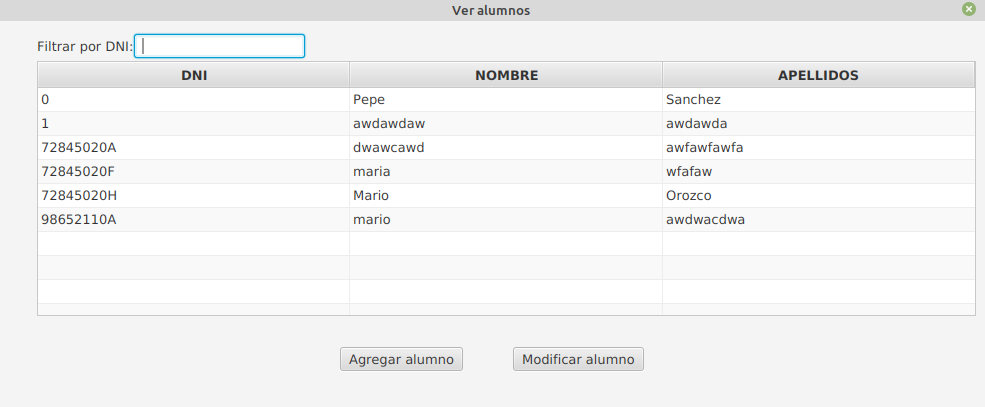 Ver alumnos
Filtrar por DNI:
DNI NOMBRE APELLIDOS
0 Pepe Sanchez
1 awdawdaw awdawda
72845020A dwawcawd awfawfawfa
72845020F maria wfafaw
72845020H Mario Orozco
98652110A mario awdwacdwa
Agregar alumno Modificar alumno